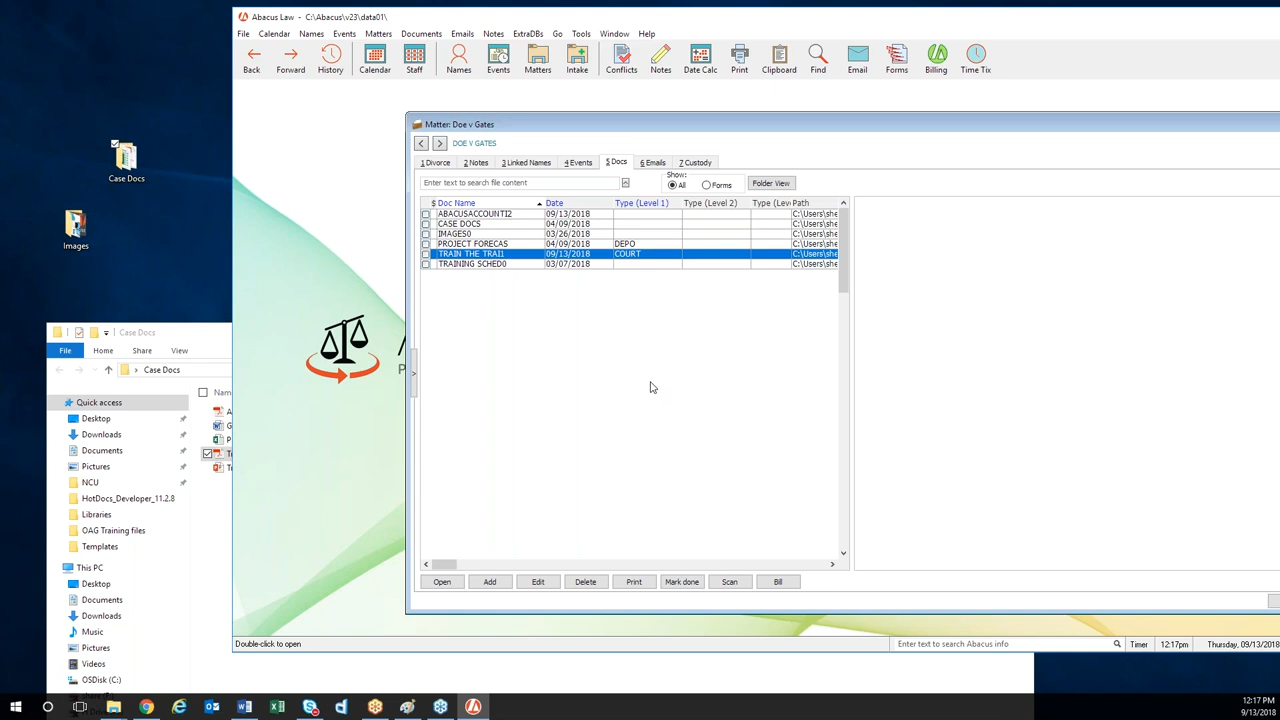 Abacus Law - C:\Abacus\v23\data01\
File Calendar Names Events Matters Documents Emails Notes ExtraDBs Go Tools Window Help
Back Forward History Calendar Staff Names Events Matters Intake Conflicts Notes Date Calc Print Clipboard Find Email Forms Billing Time Tix
Matter: Doe v Gates
DOE V GATES
1 Divorce 2 Notes 3 Linked Names 4 Events 5 Docs 6 Emails 7 Custody
Enter text to search file content
Show:
All Forms
Folder View
$ Doc Name Date Type (Level 1) Type (Level 2) Type (Lev Path
ABACUSACCOUNTI2 09/13/2018 C:\Users\she
CASE DOCS 04/09/2018 C:\Users\she
IMAGES0 03/26/2018 C:\Users\she
PROJECT FORECAS 04/09/2018 DEPO C:\Users\she
TRAIN THE TRAI1 09/13/2018 COURT C:\Users\she
TRAINING SCHED0 03/07/2018 C:\Users\she
Open Add Edit Delete Print Mark done Scan Bill
Double-click to open
Enter text to search Abacus info
Timer 12:17pm Thursday, 09/13/2018
Case Docs
Images
Case Docs
File Home Share View
Case Docs
Nam
Quick access
Desktop
Downloads
Documents
Pictures
NCU
HotDocs_Developer_11.2.8
Libraries
OAG Training files
Templates
This PC
Desktop
Documents
Downloads
Music
Pictures
Videos
OSDisk (C:)
12:17 PM
9/13/2018